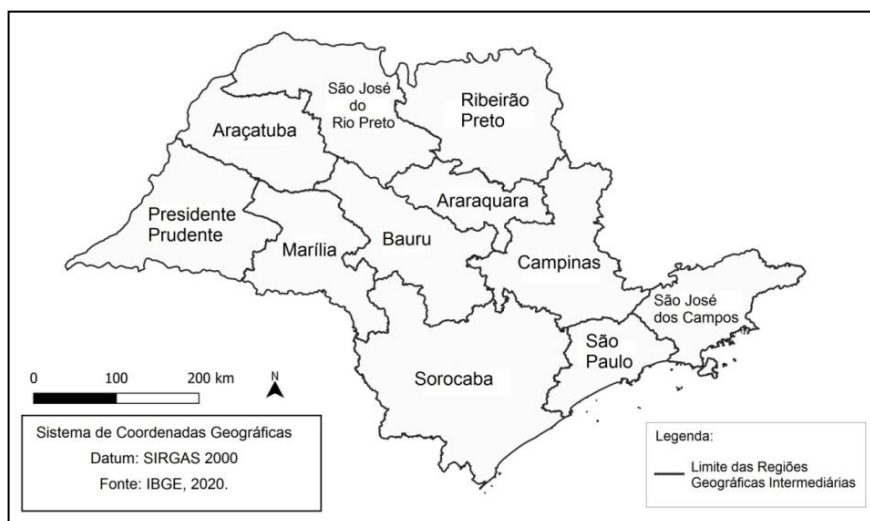 São José
do
Rio Preto
Ribeirão
Preto
Araçatuba
Araraquara
Presidente
Prudente
Marília
Bauru
Campinas
São José
dos Campos
São
Paulo
Sorocaba
0 100 200 km
N
Sistema de Coordenadas Geográficas
Datum: SIRGAS 2000
Fonte: IBGE, 2020.
Legenda:
Limite das Regiões
Geográficas Intermediárias